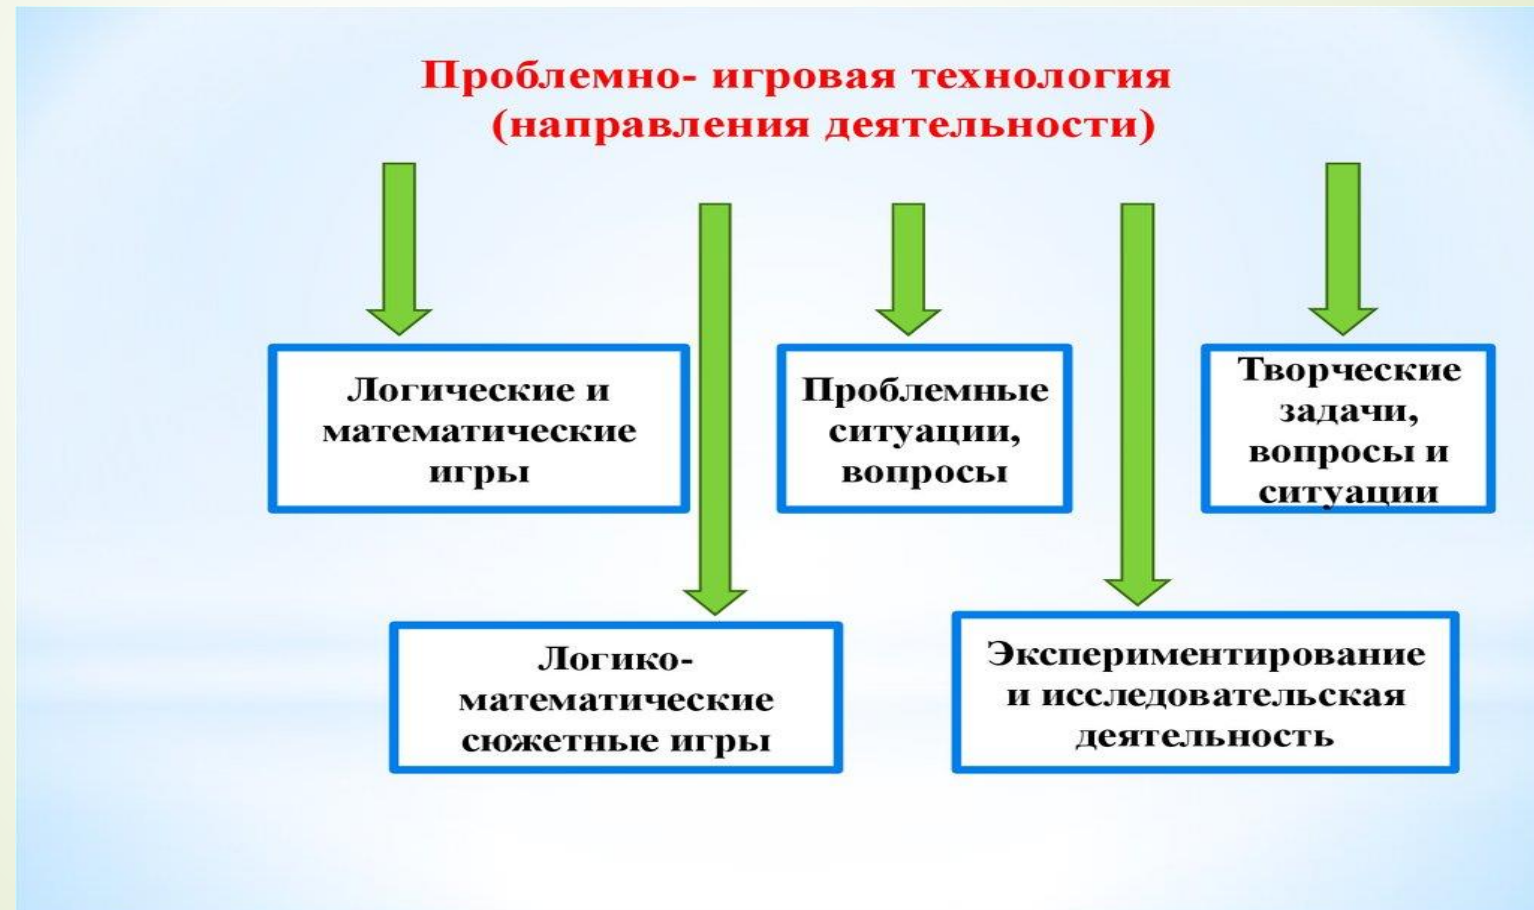 Проблемно- игровая технология
(направления деятельности)
Логические и
математические
игры
Проблемные
ситуации,
вопросы
Творческие
задачи,
вопросы и
ситуации
Логико-
математические
сюжетные игры
Экспериментирование
и исследовательская
деятельность